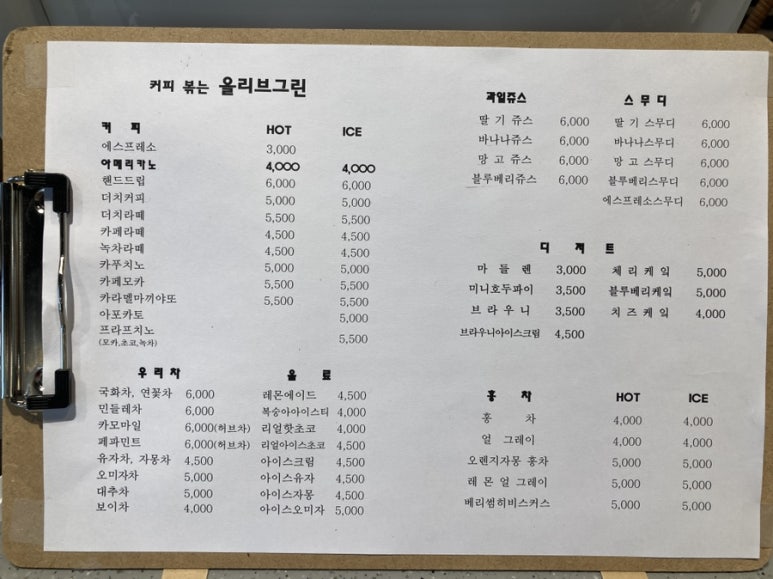 커피 볶는 올리브그린
커 피 HOT ICE
에스프레소 3,000
아메리카노 4,000 4,000
핸드드립 6,000 6,000
더치커피 5,000 5,000
더치라떼 5,500 5,500
카페라떼 4,500 4,500
녹차라떼 4,500 4,500
카푸치노 5,000 5,000
카페모카 5,500 5,500
카라멜마끼야또 5,500 5,500
아포카토 5,000
프라프치노 5,500
(모카,초코,녹차)
우리차
국화차, 연꽃차 6,000
민들레차 6,000
카모마일 6,000(허브차)
페파민트 6,000(허브차)
유자차, 자몽차 4,500
오미자차 5,000
대추차 5,000
보이차 4,000
음 료
레몬에이드 4,500
복숭아아이스티 4,000
리얼핫초코 4,000
리얼아이스초코 4,500
아이스크림 4,500
아이스유자 4,500
아이스자몽 4,500
아이스오미자 5,000
과일쥬스
딸 기 쥬스 6,000
바나나쥬스 6,000
망 고 쥬스 6,000
블루베리쥬스 6,000
스 무 디
딸 기 스무디 6,000
바나나스무디 6,000
망 고 스무디 6,000
블루베리스무디 6,000
에스프레소스무디 6,000
디 저 트
마 들 렌 3,000 체리케잌 5,000
미니호두파이 3,500 블루베리케잌 5,000
브 라 우 니 3,500 치즈케잌 4,000
브라우니아이스크림 4,500
홍 차 HOT ICE
홍 차 4,000 4,000
얼 그레이 4,000 4,000
오렌지자몽 홍차 5,000 5,000
레 몬 얼 그레이 5,000 5,000
베리썸히비스커스 5,000 5,000